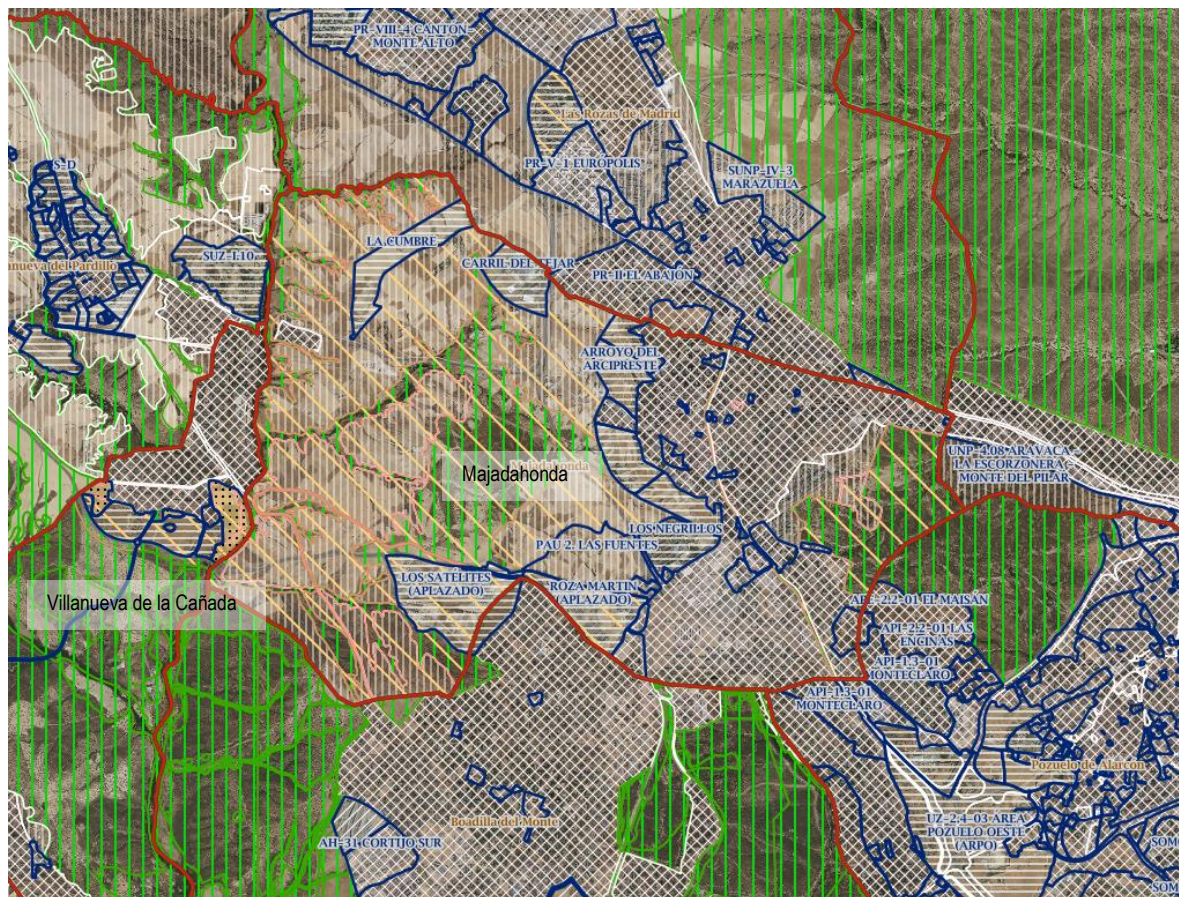 PR-VIII-4 CANTÓN-
MONTE ALTO
Las Rozas de Madrid
PR-V-1 EURÓPOLIS
SUNP-IV-3
MARAZUELA
S-D
anueva del Pardillo
SUZ-I.10
LA CUMBRE
CARRIL DEL TEJAR
PR-II EL ABAJÓN
ARROYO DEL
ARCIPRESTE
UNP-4.08 ARAVACA -
LA ESCORZONERA -
MONTE DEL PILAR
Majadahonda
LOS NEGRILLOS
PAU 2. LAS FUENTES
LOS SATÉLITES
(APLAZADO)
ROZA MARTÍN
(APLAZADO)
Villanueva de la Cañada
API-2.2-01 EL MAISÁN
API-2.2-01 LAS
ENCINAS
API-1.3-01
MONTECLARO
API-1.3-01
MONTECLARO
Pozuelo de Alarcón
Boadilla del Monte
AH-31 CORTIJO SUR
UZ-2.4-03 AREA
POZUELO OESTE
(ARPO)
SOMO
SOM